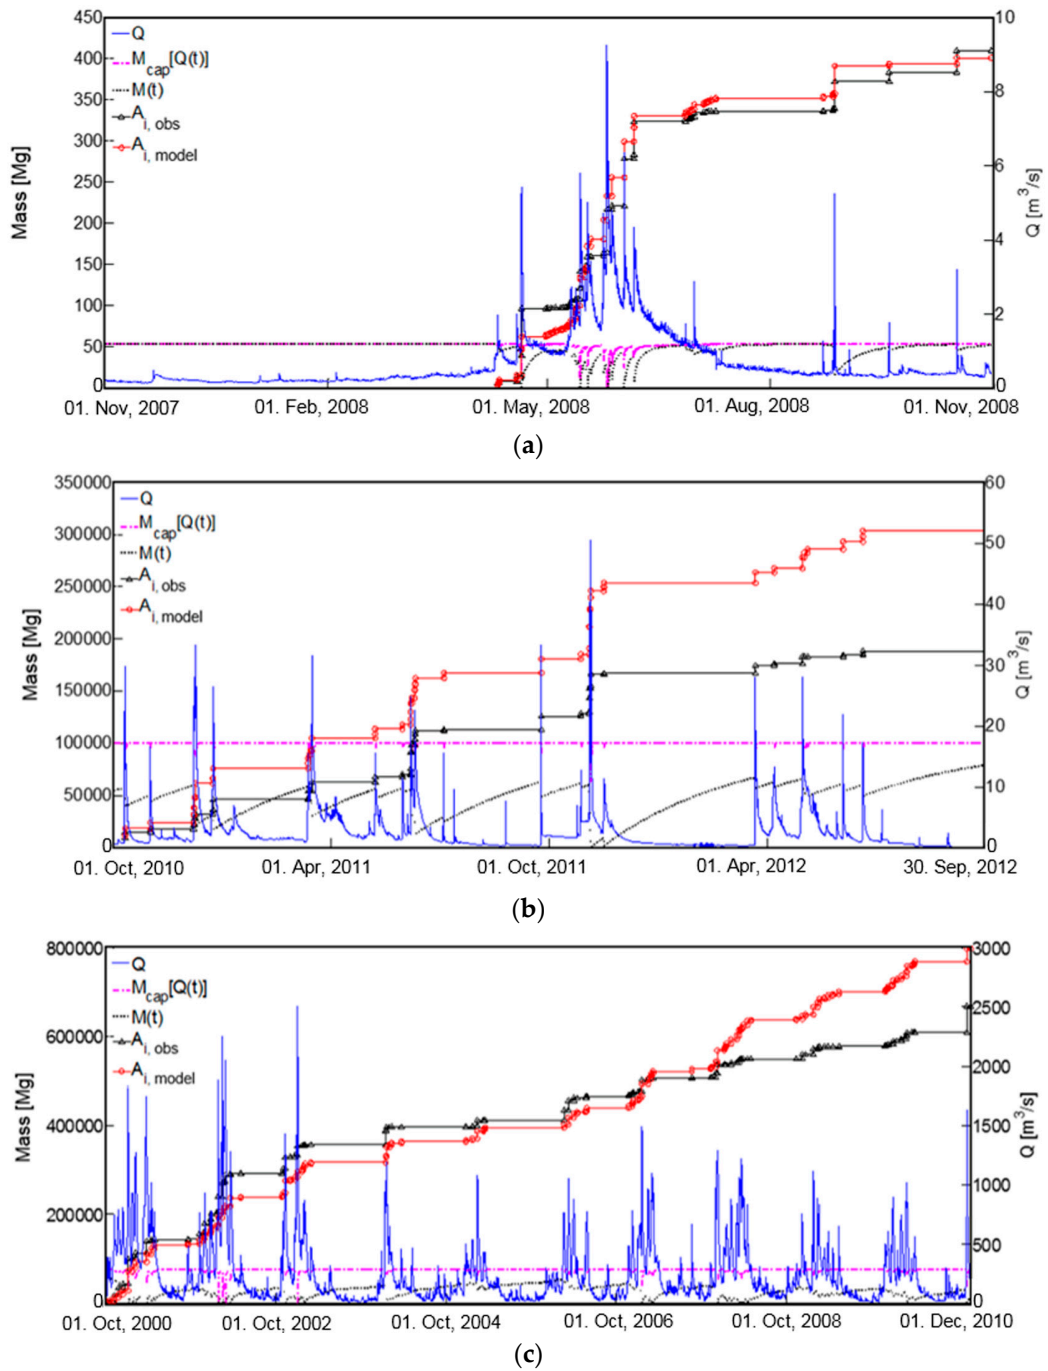 450
400
350
300
250
200
150
100
50
0
Mass [Mg]
Q
M_cap[Q(t)]
M(t)
A_i, obs
A_i, model
10
8
6
4
2
0
Q [m³/s]
01. Nov, 2007
01. Feb, 2008
01. May, 2008
01. Aug, 2008
01. Nov, 2008
(a)
350000
300000
250000
200000
150000
100000
50000
0
Mass [Mg]
Q
M_cap[Q(t)]
M(t)
A_i, obs
A_i, model
60
50
40
30
20
10
0
Q [m³/s]
01. Oct, 2010
01. Apr, 2011
01. Oct, 2011
01. Apr, 2012
30. Sep, 2012
(b)
800000
600000
400000
200000
0
Mass [Mg]
Q
M_cap[Q(t)]
M(t)
A_i, obs
A_i, model
3000
2500
2000
1500
1000
500
0
Q [m³/s]
01. Oct, 2000
01. Oct, 2002
01. Oct, 2004
01. Oct, 2006
01. Oct, 2008
01. Dec, 2010
(c)